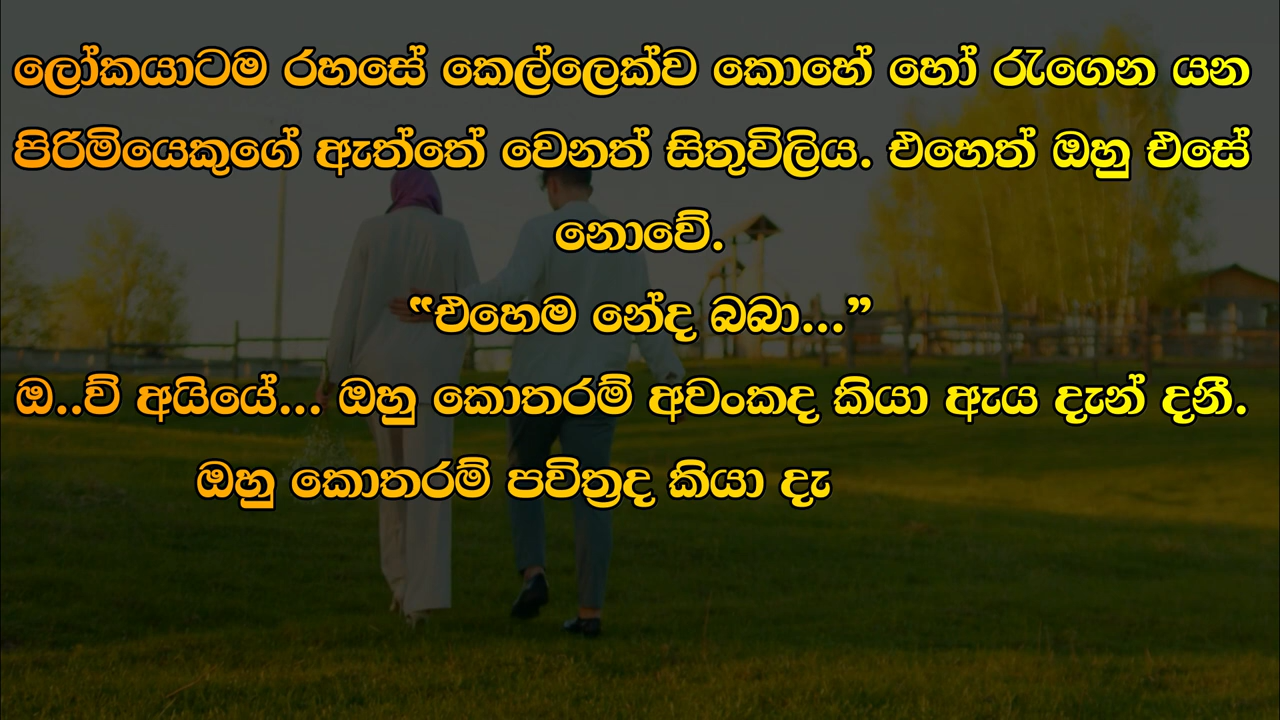 ලෝකයාටම රහසේ කෙල්ලෙක්ව කොහේ හෝ රැගෙන යන
පිරිමියෙකුගේ ඇත්තේ වෙනත් සිතුවිලිය. එහෙත් ඔහු එසේ
නොවේ.
“එහෙම නේද බබා...”
ඔ..ව් අයියේ... ඔහු කොතරම් අවංකද කියා ඇය දැන් දනී.
ඔහු කොතරම් පවිත්‍රද කියා දැ